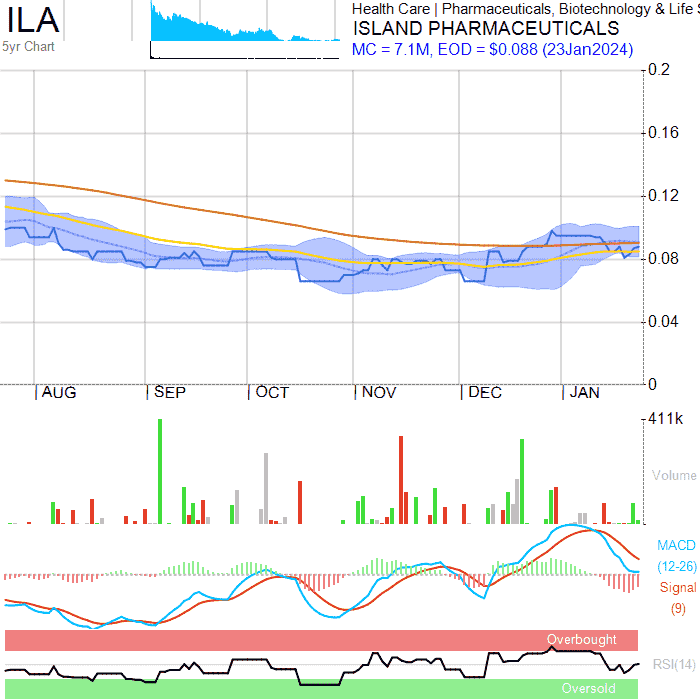 ILA
5yr Chart
Health Care | Pharmaceuticals, Biotechnology & Life S
ISLAND PHARMACEUTICALS
MC = 7.1M, EOD = $0.088 (23Jan2024)
0.2
0.16
0.12
0.08
0.04
0
AUG SEP OCT NOV DEC JAN
411k
Volume
MACD
(12-26)
Signal
(9)
Overbought
RSI(14)
Oversold